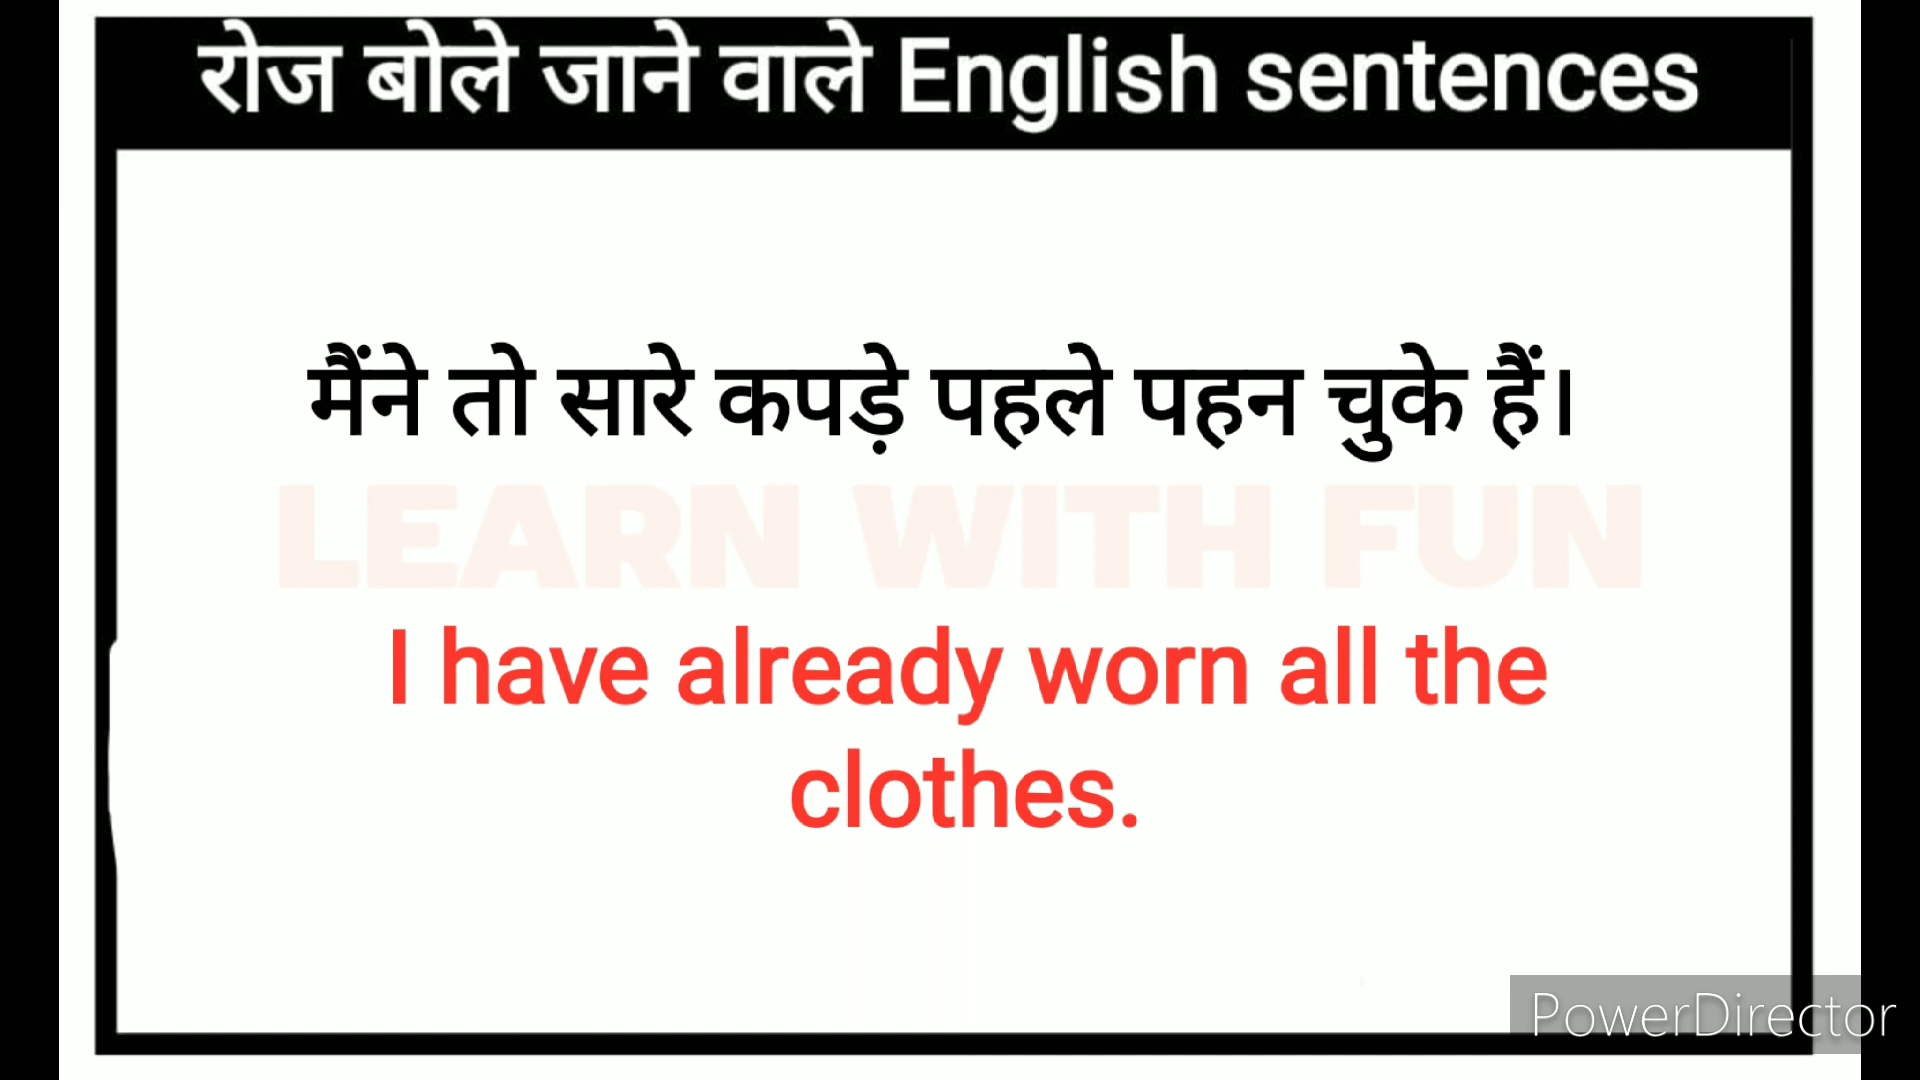 रोज बोले जाने वाले English sentences
मैंने तो सारे कपड़े पहले पहन चुके हैं।
LEARN WITH FUN
I have already worn all the
clothes.
PowerDirector